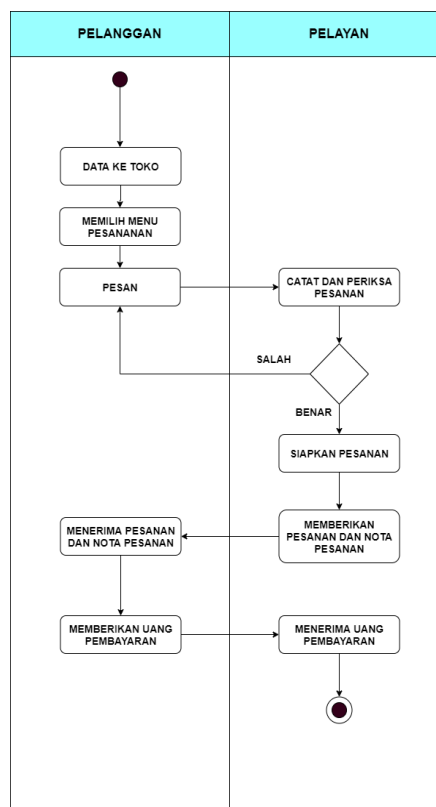 PELANGGAN
PELAYAN
DATA KE TOKO
MEMILIH MENU
PESANANAN
PESAN
CATAT DAN PERIKSA
PESANAN
SALAH
BENAR
SIAPKAN PESANAN
MEMBERIKAN
PESANAN DAN NOTA
PESANAN
MENERIMA PESANAN
DAN NOTA PESANAN
MEMBERIKAN UANG
PEMBAYARAN
MENERIMA UANG
PEMBAYARAN